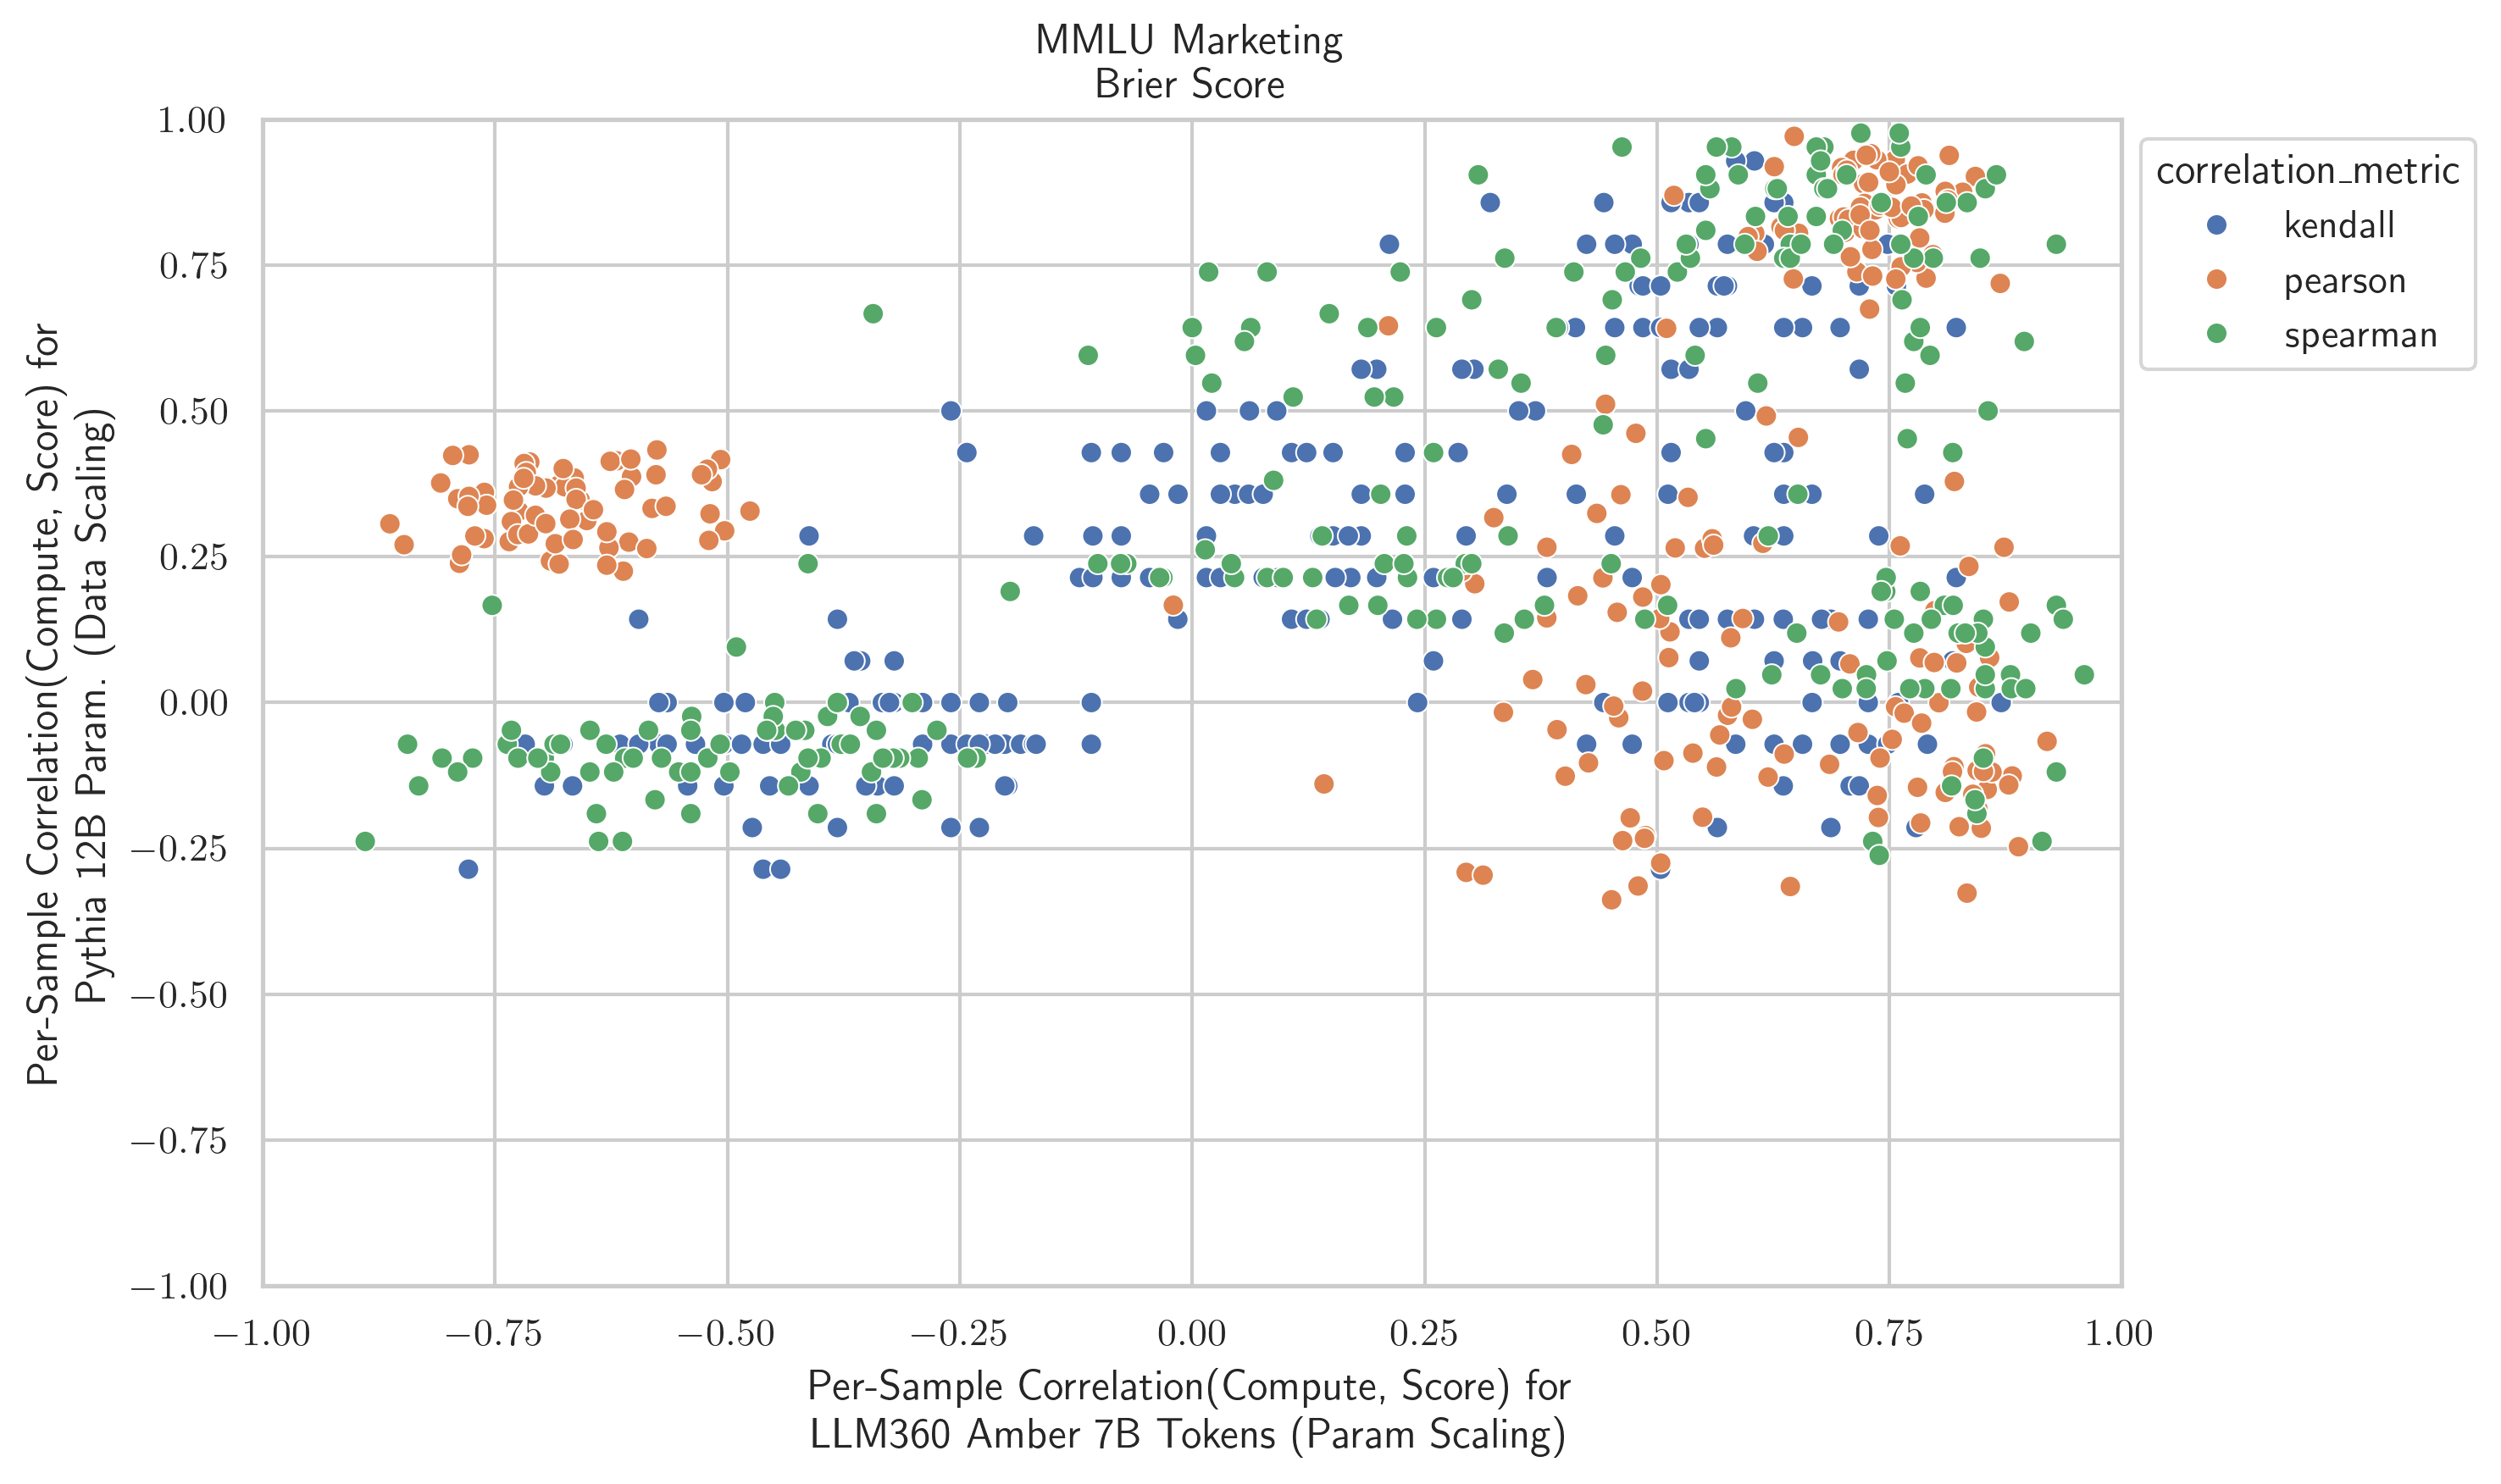 MMLU Marketing
Brier Score
Per-Sample Correlation(Compute, Score) for
Pythia 12B Param. (Data Scaling)
1.00
0.75
0.50
0.25
0.00
−0.25
−0.50
−0.75
−1.00
−1.00 −0.75 −0.50 −0.25 0.00 0.25 0.50 0.75 1.00
Per-Sample Correlation(Compute, Score) for
LLM360 Amber 7B Tokens (Param Scaling)
correlation_metric
kendall
pearson
spearman